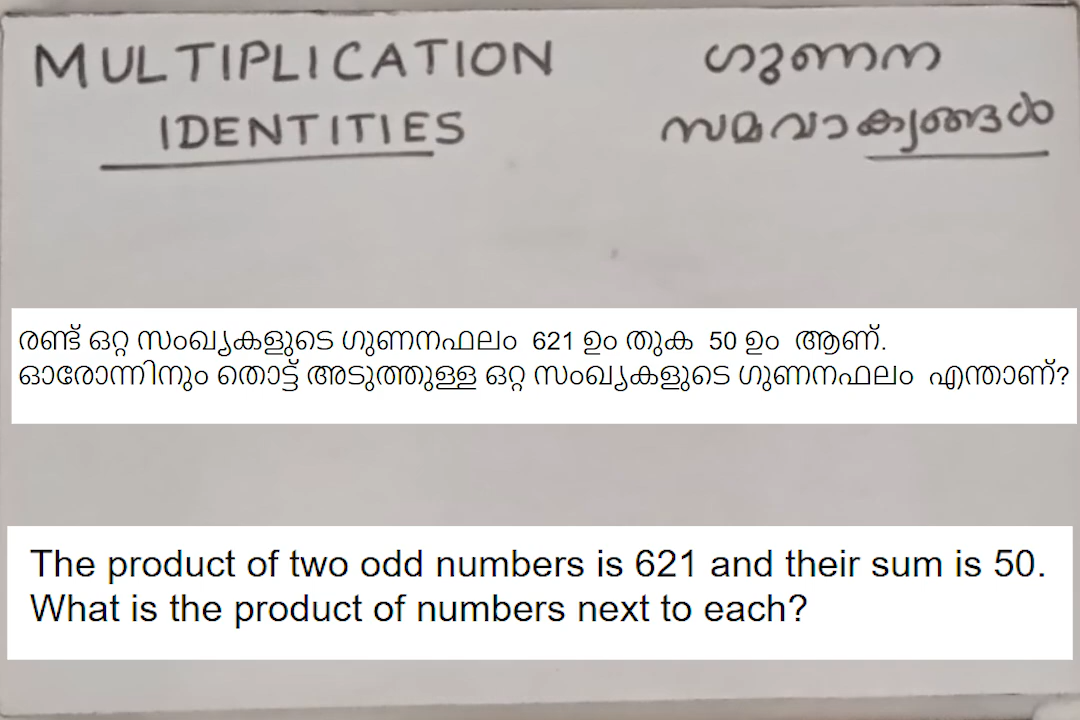 MULTIPLICATION ഗുണന
IDENTITIES സമവാക്യങ്ങൾ
രണ്ട് ഒറ്റ സംഖ്യകളുടെ ഗുണനഫലം 621 ഉം തുക 50 ഉം ആണ്.
ഓരോന്നിനും തൊട്ട് അടുത്തുള്ള ഒറ്റ സംഖ്യകളുടെ ഗുണനഫലം എന്താണ്?
The product of two odd numbers is 621 and their sum is 50.
What is the product of numbers next to each?